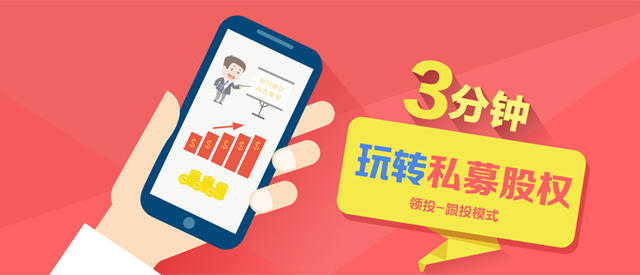 3分钟
玩转私募股权
领投-跟投模式
$ $ $ $ $